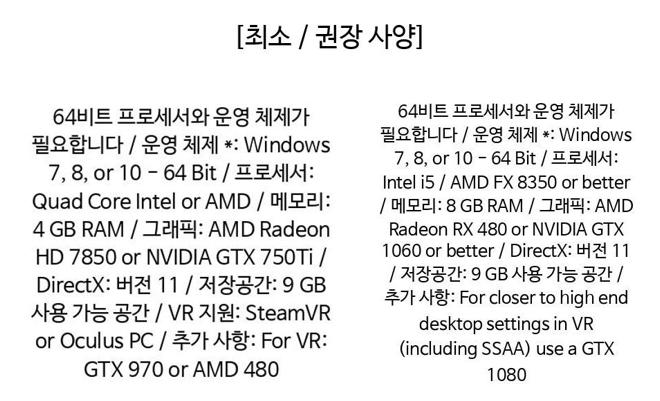 [최소 / 권장 사양]
64비트 프로세서와 운영 체제가
필요합니다 / 운영 체제 *: Windows
7, 8, or 10 - 64 Bit / 프로세서:
Quad Core Intel or AMD / 메모리:
4 GB RAM / 그래픽: AMD Radeon
HD 7850 or NVIDIA GTX 750Ti /
DirectX: 버전 11 / 저장공간: 9 GB
사용 가능 공간 / VR 지원: SteamVR
or Oculus PC / 추가 사항: For VR:
GTX 970 or AMD 480
64비트 프로세서와 운영 체제가
필요합니다 / 운영 체제 *: Windows
7, 8, or 10 - 64 Bit / 프로세서:
Intel i5 / AMD FX 8350 or better
/ 메모리: 8 GB RAM / 그래픽: AMD
Radeon RX 480 or NVIDIA GTX
1060 or better / DirectX: 버전 11
/ 저장공간: 9 GB 사용 가능 공간 /
추가 사항: For closer to high end
desktop settings in VR
(including SSAA) use a GTX
1080